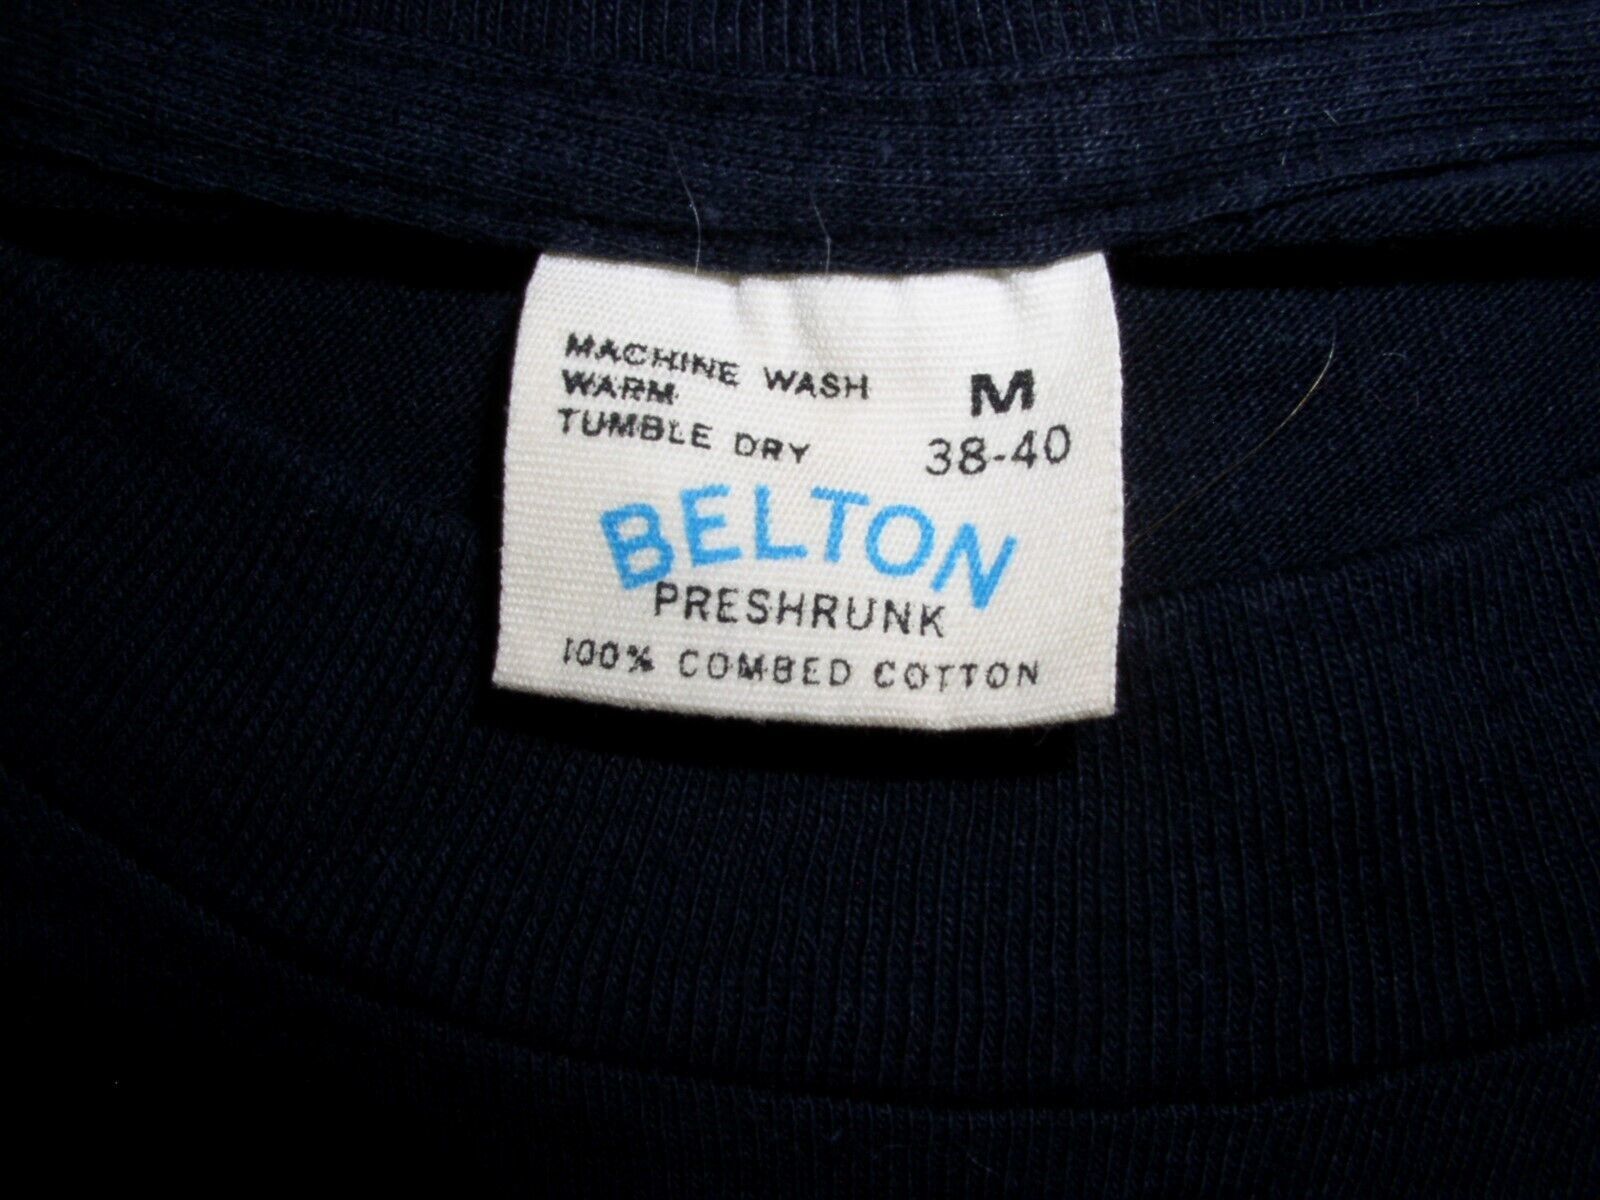 MACHINE WASH
WARM
TUMBLE DRY
M
38-40
BELTON
PRESHRUNK
100% COMBED COTTON